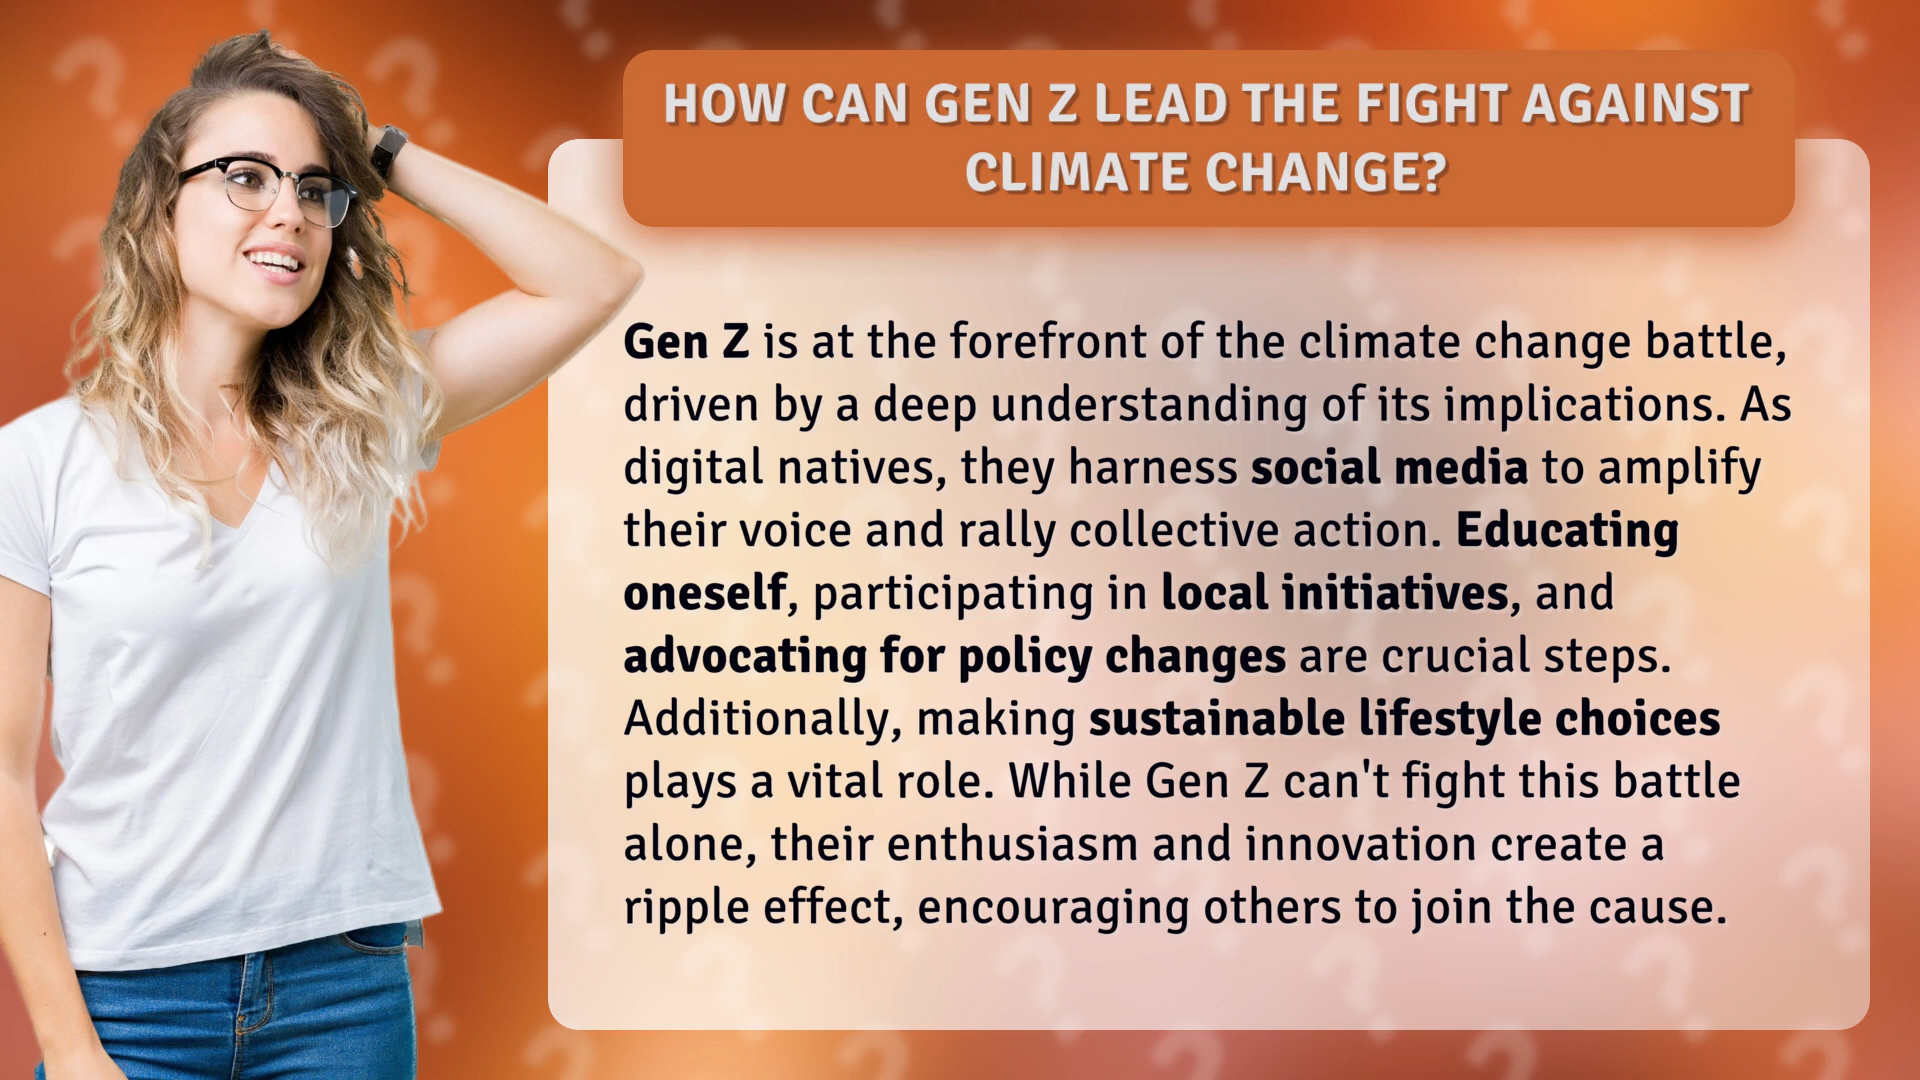 HOW CAN GEN Z LEAD THE FIGHT AGAINST
CLIMATE CHANGE?
Gen Z is at the forefront of the climate change battle,
driven by a deep understanding of its implications. As
digital natives, they harness social media to amplify
their voice and rally collective action. Educating
oneself, participating in local initiatives, and
advocating for policy changes are crucial steps.
Additionally, making sustainable lifestyle choices
plays a vital role. While Gen Z can't fight this battle
alone, their enthusiasm and innovation create a
ripple effect, encouraging others to join the cause.